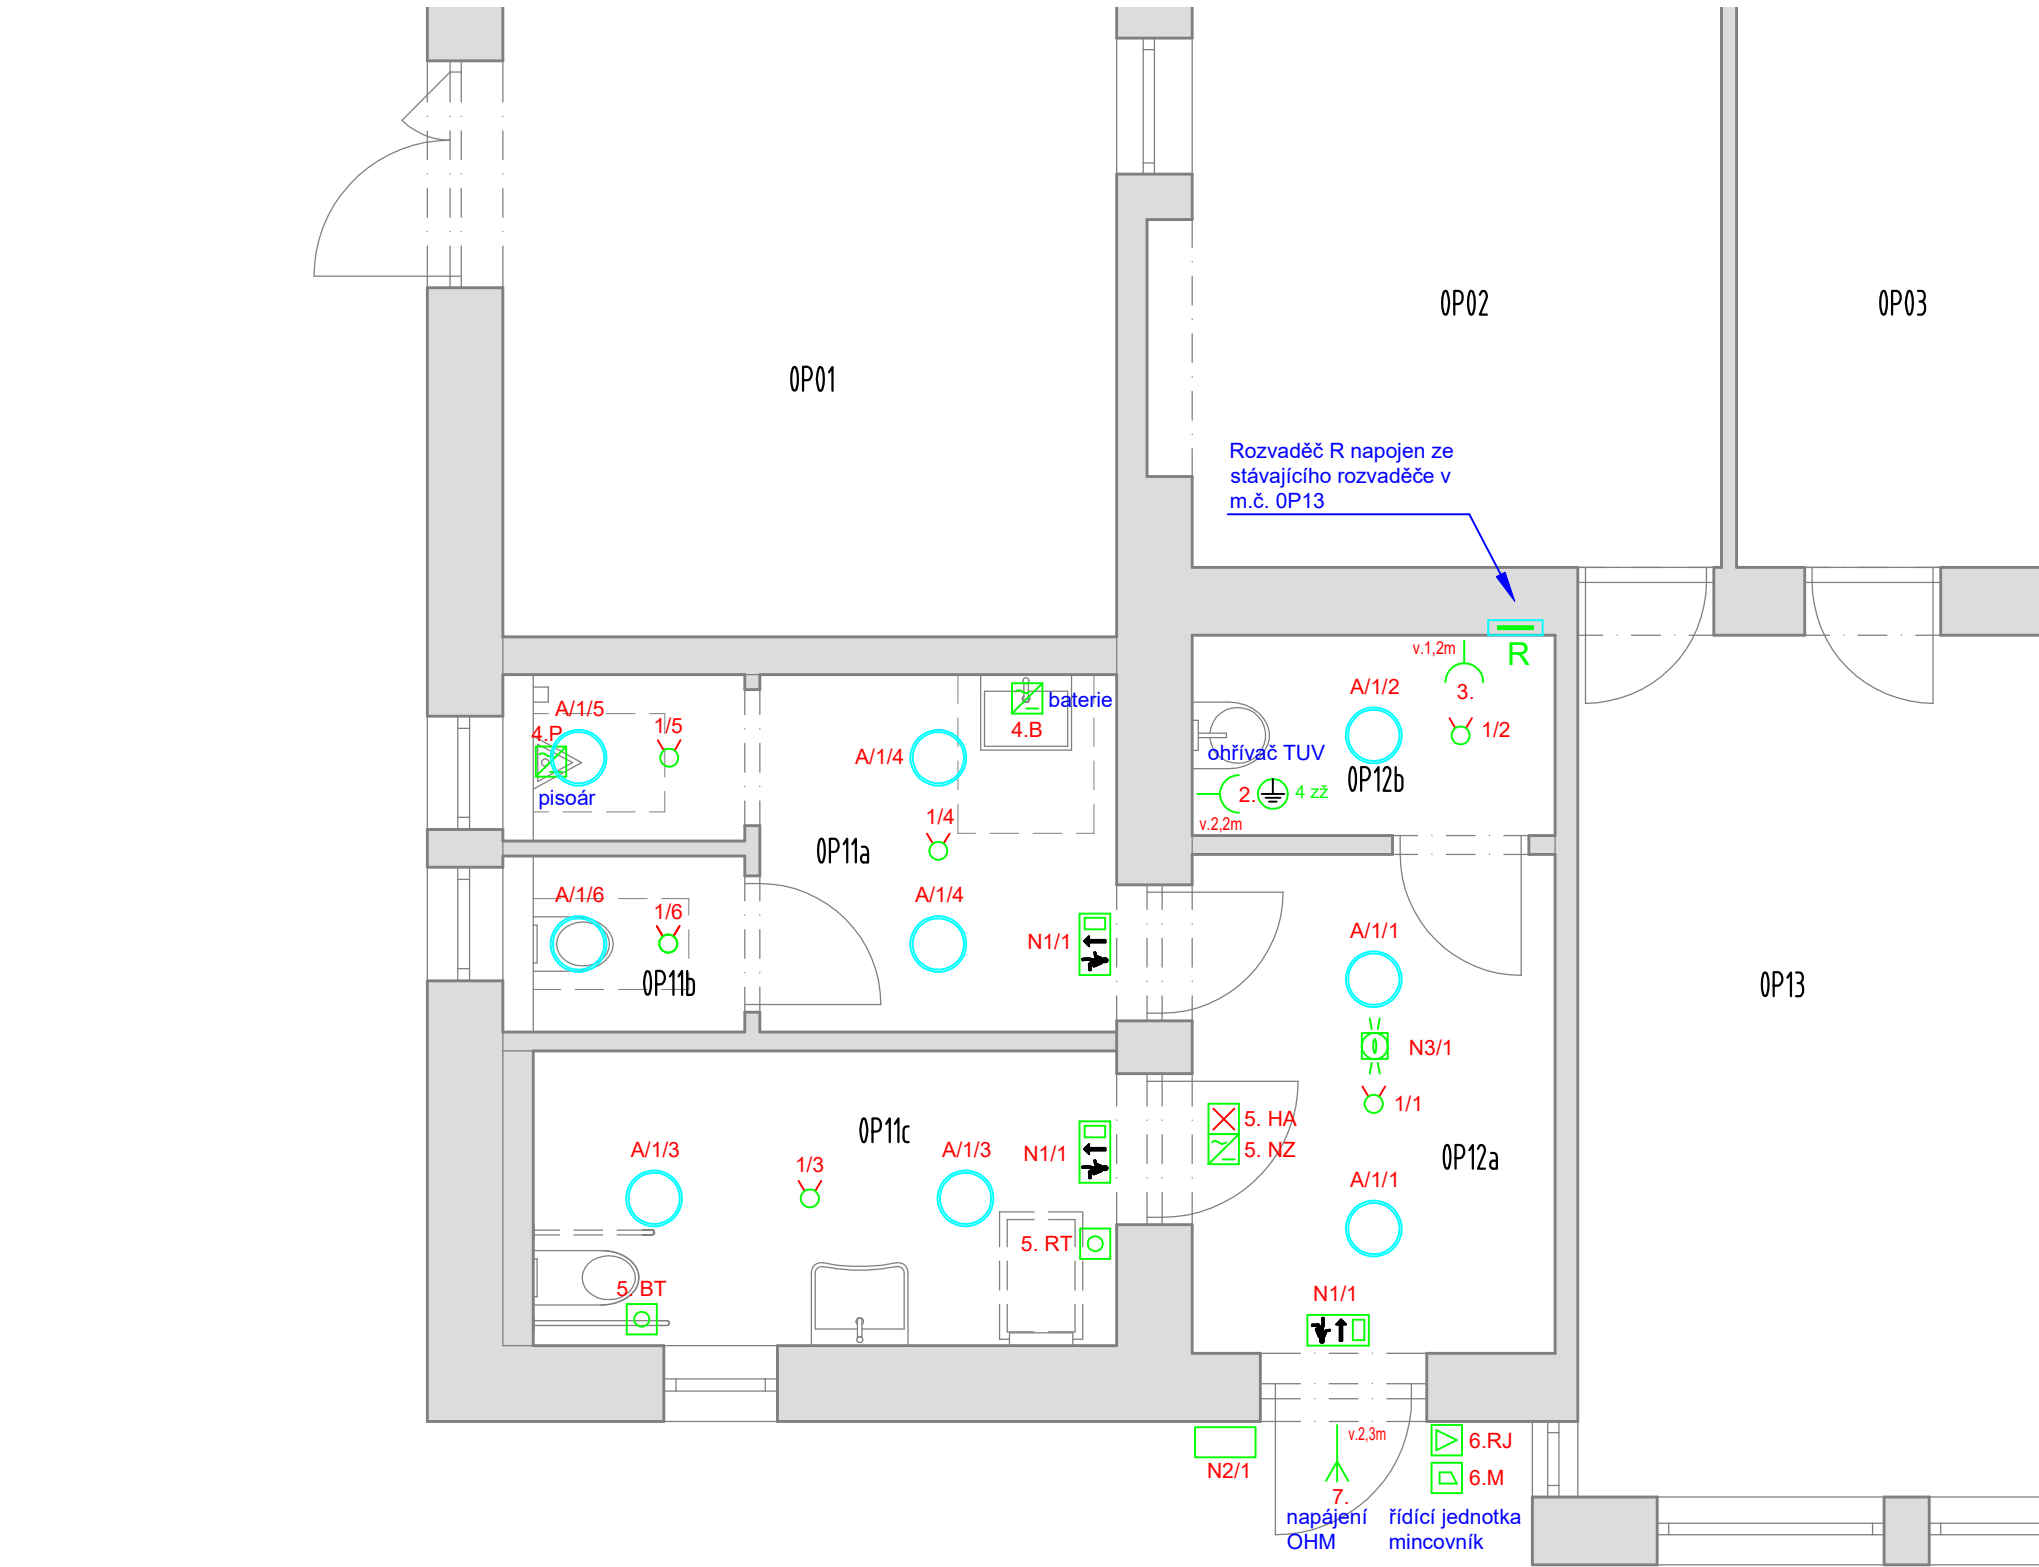 0P02
0P03
0P01
Rozvaděč R napojen ze
stávajícího rozvaděče v
m.č. 0P13
v.1,2m
R
3.
A/1/2
1/2
ohřívač TUV
0P12b
2.
4 zž
v.2,2m
A/1/5
4.P
1/5
pisoár
baterie
4.B
A/1/4
1/4
0P11a
A/1/6
1/6
0P11b
A/1/4
N1/1
A/1/1
0P13
N3/1
1/1
5. HA
5. NZ
0P12a
0P11c
A/1/3
1/3
A/1/3
N1/1
A/1/1
5. RT
5. BT
N1/1
v.2,3m
6.RJ
N2/1
6.M
7.
napájení
OHM
řídící jednotka
mincovník